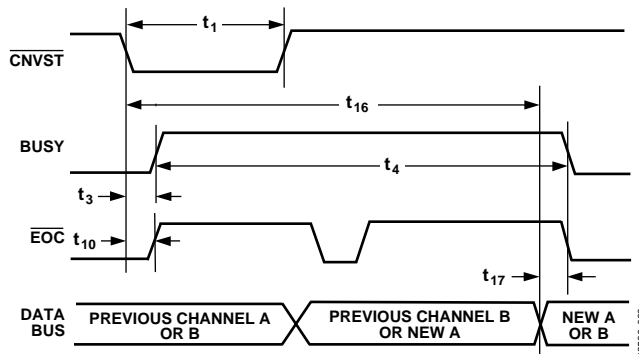 t1
CNVST
t16
BUSY
t4
t3
EOC
t10
t17
DATA
BUS
PREVIOUS CHANNEL A
OR B
PREVIOUS CHANNEL B
OR NEW A
NEW A
OR B